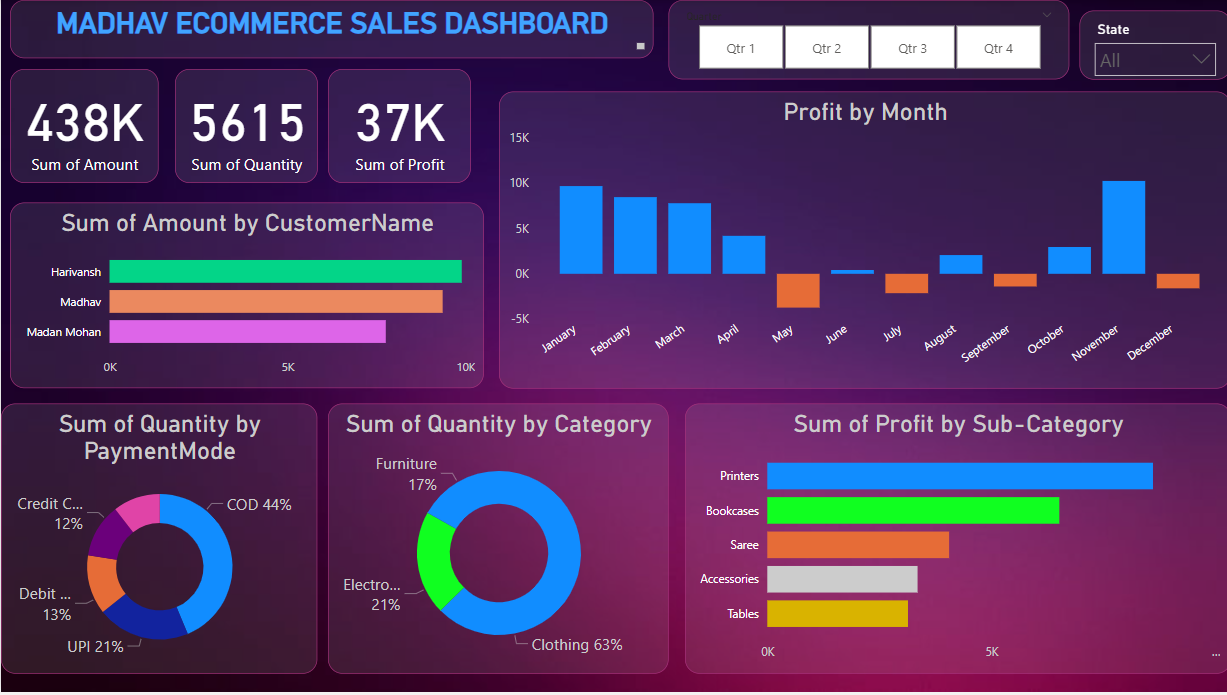 MADHAV ECOMMERCE SALES DASHBOARD
Qtr 1
Qtr 2
Qtr 3
Qtr 4
State
All
438K
Sum of Amount
5615
Sum of Quantity
37K
Sum of Profit
Profit by Month
15K
10K
5K
0K
-5K
January
February
March
April
May
June
July
August
September
October
November
December
Sum of Amount by CustomerName
Harivansh
Madhav
Madan Mohan
0K
5K
10K
Sum of Quantity by
PaymentMode
Credit C...
12%
COD 44%
Debit ...
13%
UPI 21%
Sum of Quantity by Category
Furniture
17%
Electro...
21%
Clothing 63%
Sum of Profit by Sub-Category
Printers
Bookcases
Saree
Accessories
Tables
0K
5K
...